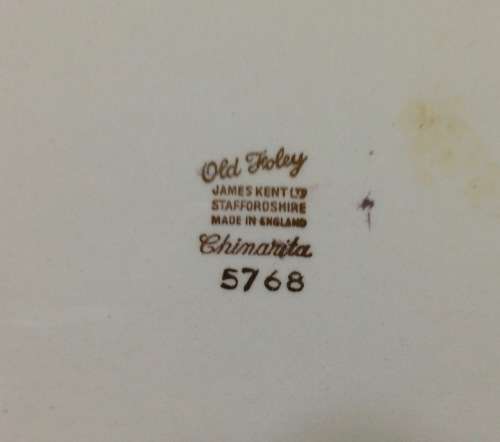 Old Foley
JAMES KENT LTD
STAFFORDSHIRE
MADE IN ENGLAND
Chinarita
5768